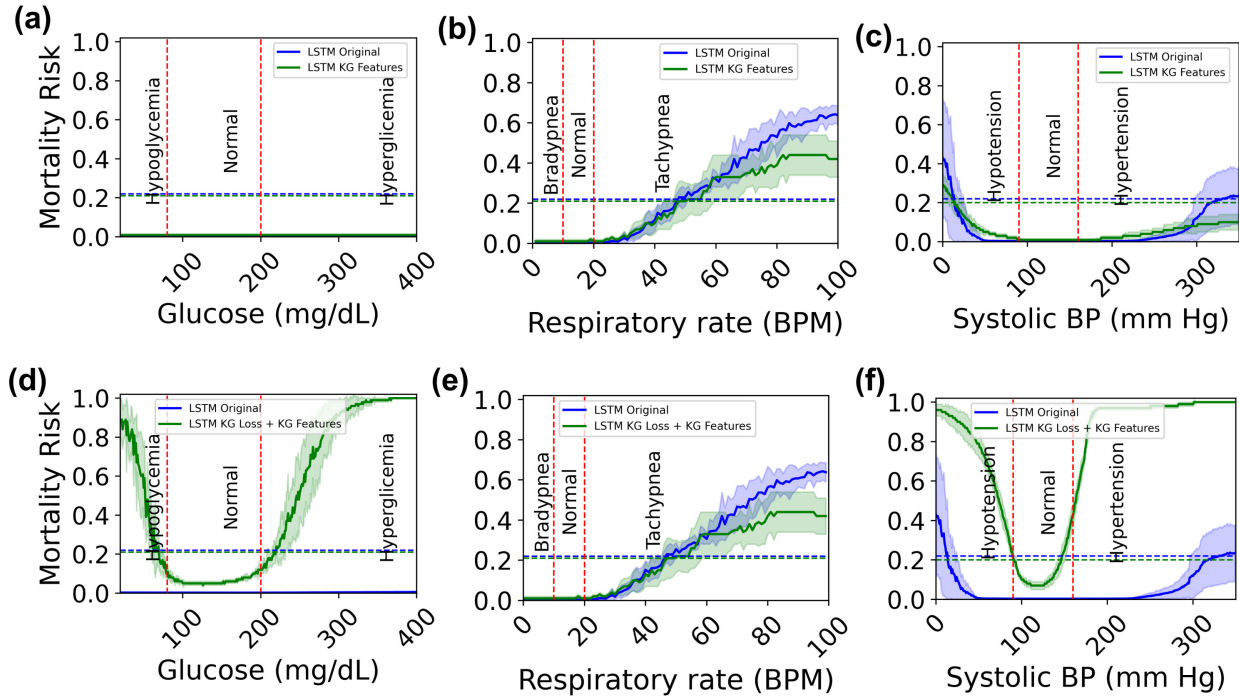 (a)
Mortality Risk
1.0
0.8
0.6
0.4
0.2
0.0
LSTM Original
LSTM KG Features
Hypoglycemia
Normal
Hyperglicemia
100
200
300
400
Glucose (mg/dL)
(b)
1.0
0.8
0.6
0.4
0.2
0.0
LSTM Original
LSTM KG Features
Bradypnea
Normal
Tachypnea
0
20
40
60
80
100
Respiratory rate (BPM)
(c)
1.0
0.8
0.6
0.4
0.2
0.0
LSTM Original
LSTM KG Features
Hypotension
Normal
Hypertension
0
100
200
300
Systolic BP (mm Hg)
(d)
Mortality Risk
1.0
0.8
0.6
0.4
0.2
0.0
LSTM Original
LSTM KG Loss + KG Features
Hypoglycemia
Normal
Hyperglicemia
100
200
300
400
Glucose (mg/dL)
(e)
1.0
0.8
0.6
0.4
0.2
0.0
LSTM Original
LSTM KG Loss + KG Features
Bradypnea
Normal
Tachypnea
0
20
40
60
80
100
Respiratory rate (BPM)
(f)
1.0
0.8
0.6
0.4
0.2
0.0
LSTM Original
LSTM KG Loss + KG Features
Hypotension
Normal
Hypertension
0
100
200
300
Systolic BP (mm Hg)